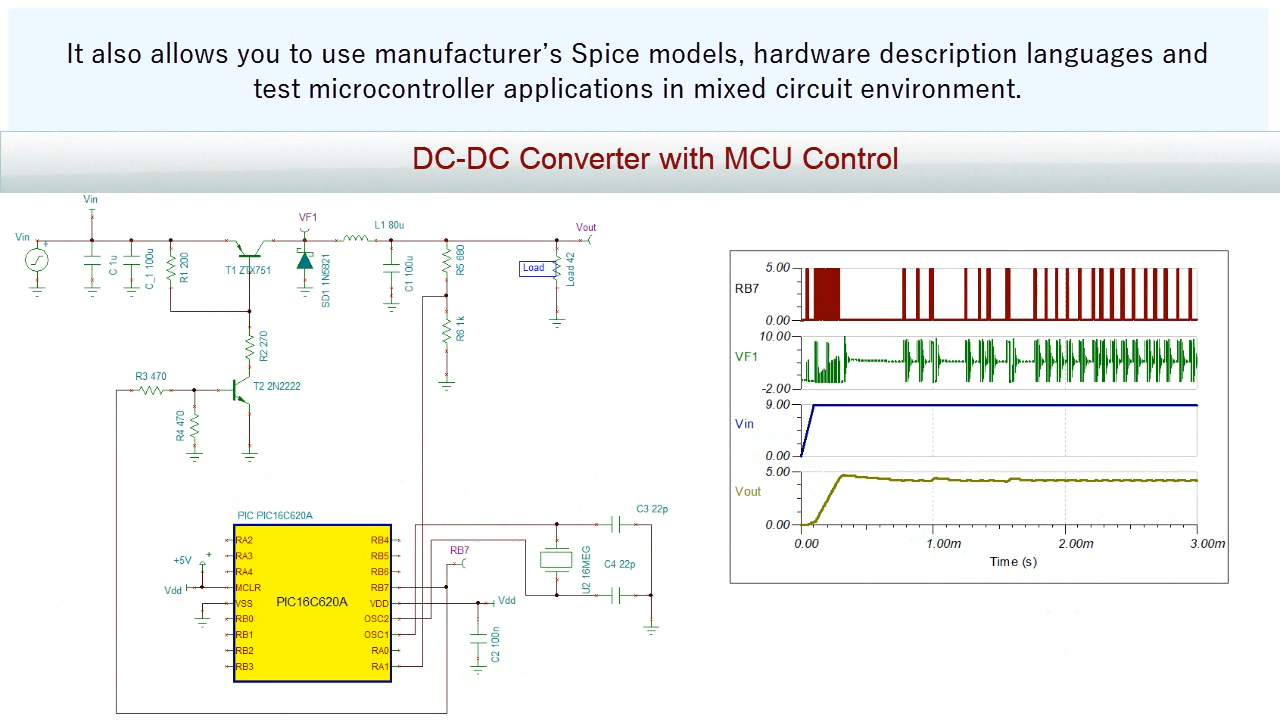 It also allows you to use manufacturer’s Spice models, hardware description languages and
test microcontroller applications in mixed circuit environment.
DC-DC Converter with MCU Control
Vin
Vin
+
C 1u
C_1 100u
R1 200
T1 ZTX751
VF1
SD1 1N5821
L1 80u
C1 100u
R5 680
R6 1k
Vout
Load
Load 42
R2 270
R3 470
R4 470
T2 2N2222
PIC PIC16C620A
PIC16C620A
RA2
RA3
RA4
MCLR
VSS
RB0
RB1
RB2
RB3
RB4
RB5
RB6
RB7
VDD
OSC2
OSC1
RA0
RA1
+5V
+
Vdd
RB7
Vdd
C2 100n
U2 16MEG
C3 22p
C4 22p
RB7
5.00
0.00
VF1
10.00
-2.00
Vin
9.00
0.00
Vout
5.00
0.00
0.00 1.00m 2.00m 3.00m
Time (s)